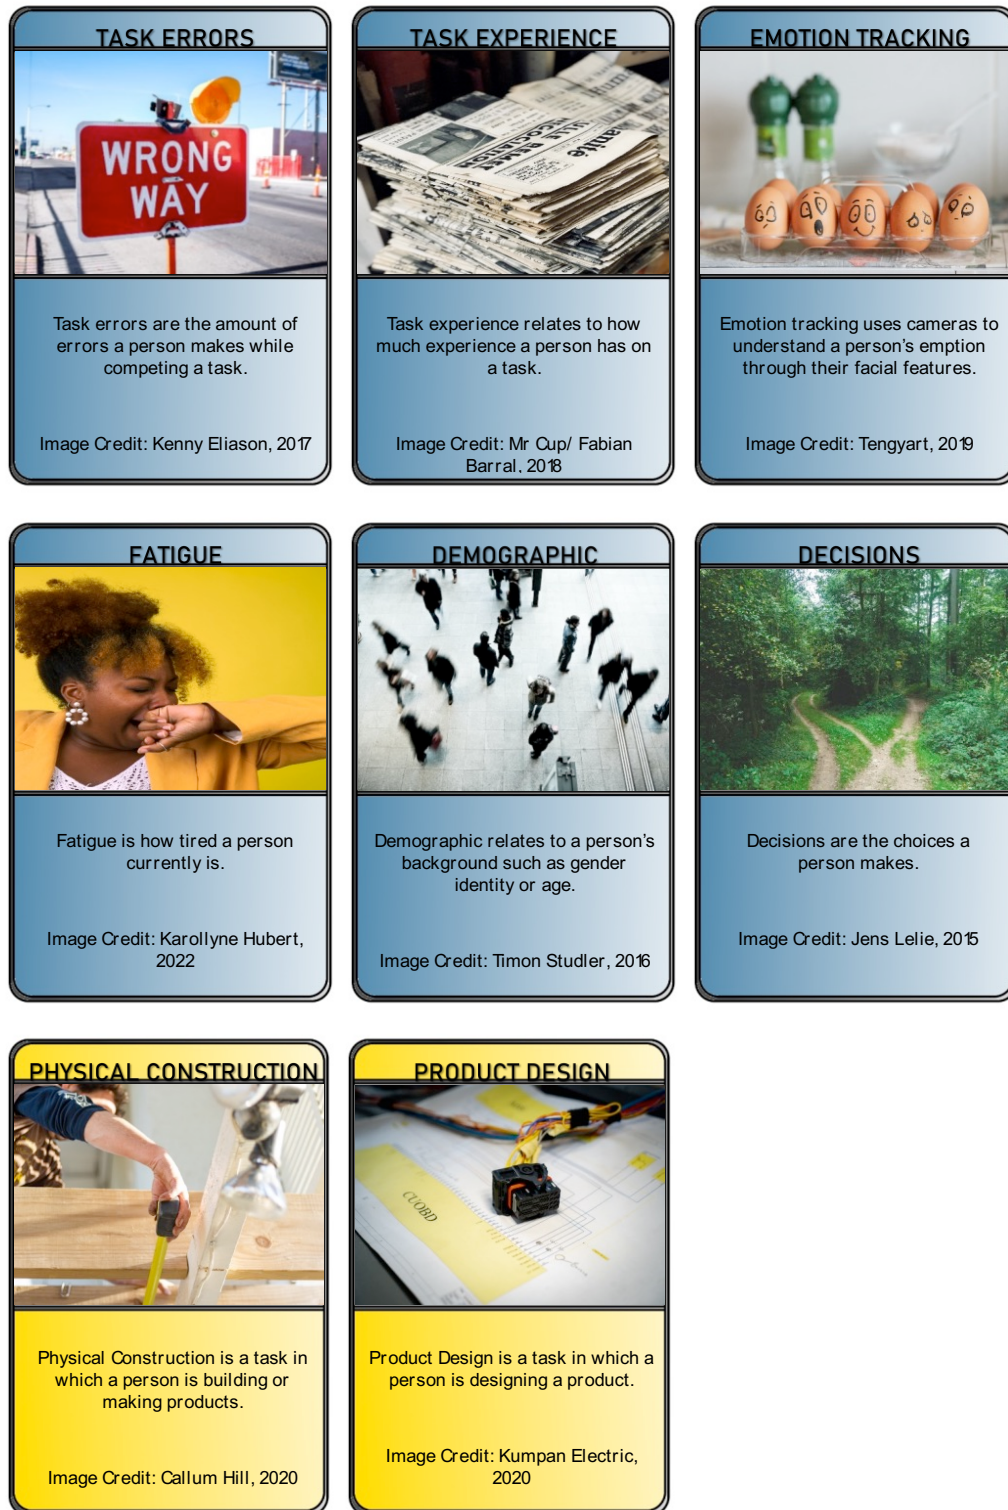 TASK ERRORS
WRONG
WAY
Task errors are the amount of
errors a person makes while
competing a task.
Image Credit: Kenny Eliason, 2017
TASK EXPERIENCE
Task experience relates to how
much experience a person has on
a task.
Image Credit: Mr Cup/ Fabian
Barral, 2018
EMOTION TRACKING
Emotion tracking uses cameras to
understand a person's emption
through their facial features.
Image Credit: Tengyart, 2019
FATIGUE
Fatigue is how tired a person
currently is.
Image Credit: Karollyne Hubert,
2022
DEMOGRAPHIC
Demographic relates to a person's
background such as gender
identity or age.
Image Credit: Timon Studler, 2016
DECISIONS
Decisions are the choices a
person makes.
Image Credit: Jens Lelie, 2015
PHYSICAL CONSTRUCTION
Physical Construction is a task in
which a person is building or
making products.
Image Credit: Callum Hill, 2020
PRODUCT DESIGN
CUOBD
Product Design is a task in which a
person is designing a product.
Image Credit: Kumpan Electric,
2020